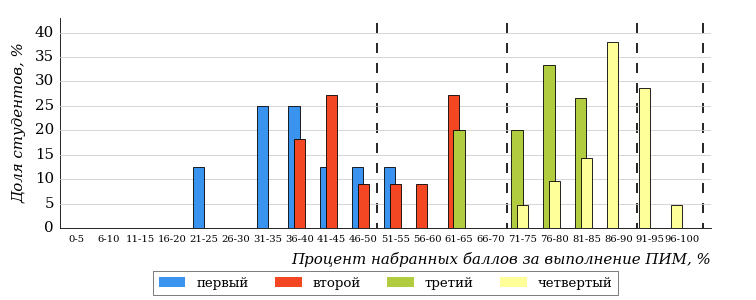 Доля студентов, %
40
35
30
25
20
15
10
5
0
0-5 6-10 11-15 16-20 21-25 26-30 31-35 36-40 41-45 46-50 51-55 56-60 61-65 66-70 71-75 76-80 81-85 86-90 91-95 96-100
Процент набранных баллов за выполнение ПИМ, %
первый второй третий четвертый